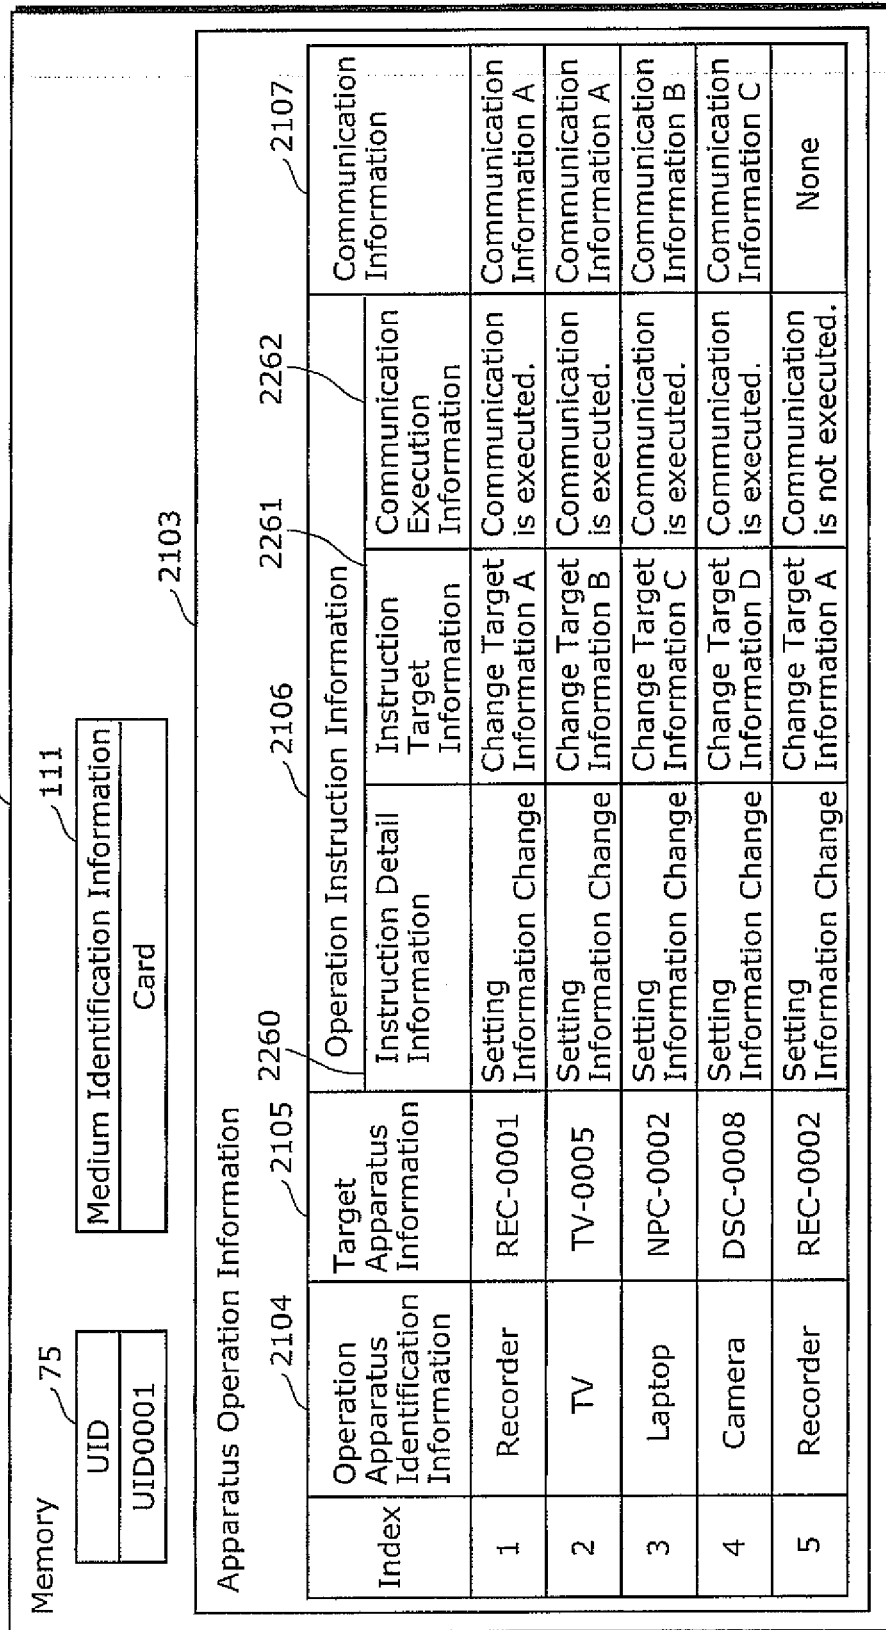 Memory
75
111
UID
UID0001
Medium Identification Information
Card
2103
Apparatus Operation Information
2104
2105
2260
2106
2261
2262
2107
Index
Operation
Apparatus
Identification
Information
Target
Apparatus
Information
Operation Instruction Information
Instruction Detail
Information
Instruction
Target
Information
Communication
Execution
Information
Communication
Information
1
Recorder
REC-0001
Setting
Information Change
Change Target
Information A
Communication
is executed.
Communication
Information A
2
TV
TV-0005
Setting
Information Change
Change Target
Information B
Communication
is executed.
Communication
Information A
3
Laptop
NPC-0002
Setting
Information Change
Change Target
Information C
Communication
is executed.
Communication
Information B
4
Camera
DSC-0008
Setting
Information Change
Change Target
Information D
Communication
is executed.
Communication
Information C
5
Recorder
REC-0002
Setting
Information Change
Change Target
Information A
Communication
is not executed.
None